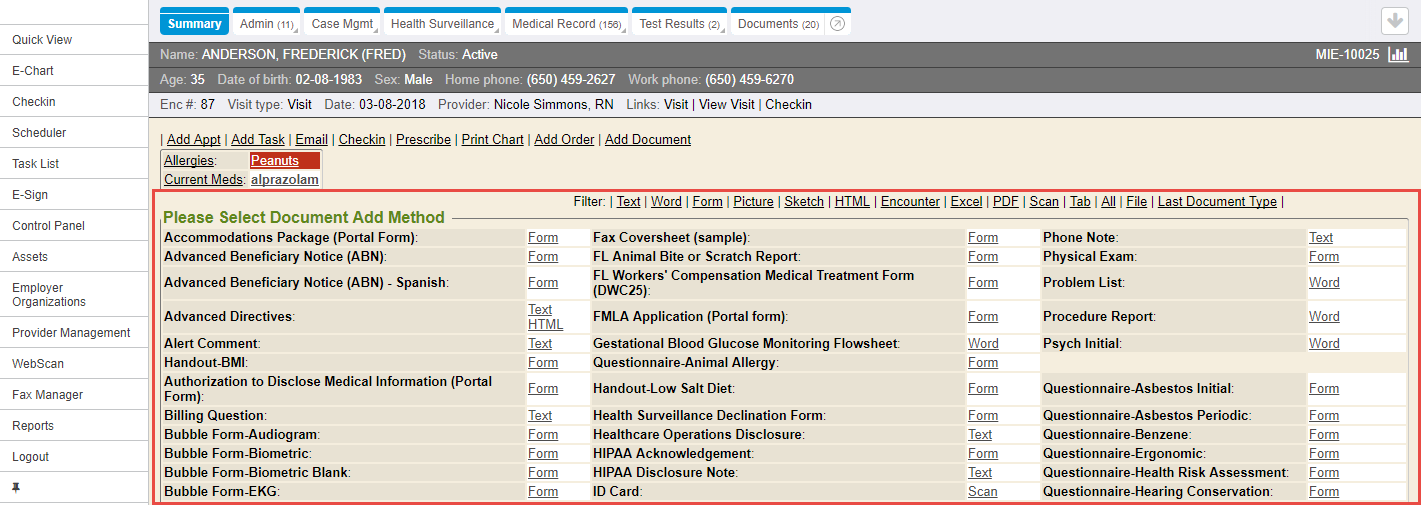 Quick View
E-Chart
Checkin
Scheduler
Task List
E-Sign
Control Panel
Assets
Employer
Organizations
Provider Management
WebScan
Fax Manager
Reports
Logout
Summary Admin (11) Case Mgmt Health Surveillance Medical Record (156) Test Results (2) Documents (20)
Name: ANDERSON, FREDERICK (FRED) Status: Active MIE-10025
Age: 35 Date of birth: 02-08-1983 Sex: Male Home phone: (650) 459-2627 Work phone: (650) 459-6270
Enc #: 87 Visit type: Visit Date: 03-08-2018 Provider: Nicole Simmons, RN Links: Visit | View Visit | Checkin
| Add Appt | Add Task | Email | Checkin | Prescribe | Print Chart | Add Order | Add Document
Allergies: Peanuts
Current Meds: alprazolam
Filter: | Text | Word | Form | Picture | Sketch | HTML | Encounter | Excel | PDF | Scan | Tab | All | File | Last Document Type |
Please Select Document Add Method
Accommodations Package (Portal Form): Form Fax Coversheet (sample): Form Phone Note: Text
Advanced Beneficiary Notice (ABN): Form FL Animal Bite or Scratch Report: Form Physical Exam: Form
Advanced Beneficiary Notice (ABN) - Spanish: Form FL Workers' Compensation Medical Treatment Form
(DWC25): Form Problem List: Word
Advanced Directives: Text
HTML FMLA Application (Portal form): Form Procedure Report: Word
Alert Comment: Text Gestational Blood Glucose Monitoring Flowsheet: Word Psych Initial: Word
Handout-BMI: Form Questionnaire-Animal Allergy: Form
Authorization to Disclose Medical Information (Portal
Form): Form Handout-Low Salt Diet: Form Questionnaire-Asbestos Initial: Form
Billing Question: Text Health Surveillance Declination Form: Form Questionnaire-Asbestos Periodic: Form
Bubble Form-Audiogram: Form Healthcare Operations Disclosure: Text Questionnaire-Benzene: Form
Bubble Form-Biometric: Form HIPAA Acknowledgement: Form Questionnaire-Ergonomic: Form
Bubble Form-Biometric Blank: Form HIPAA Disclosure Note: Text Questionnaire-Health Risk Assessment: Form
Bubble Form-EKG: Form ID Card: Scan Questionnaire-Hearing Conservation: Form